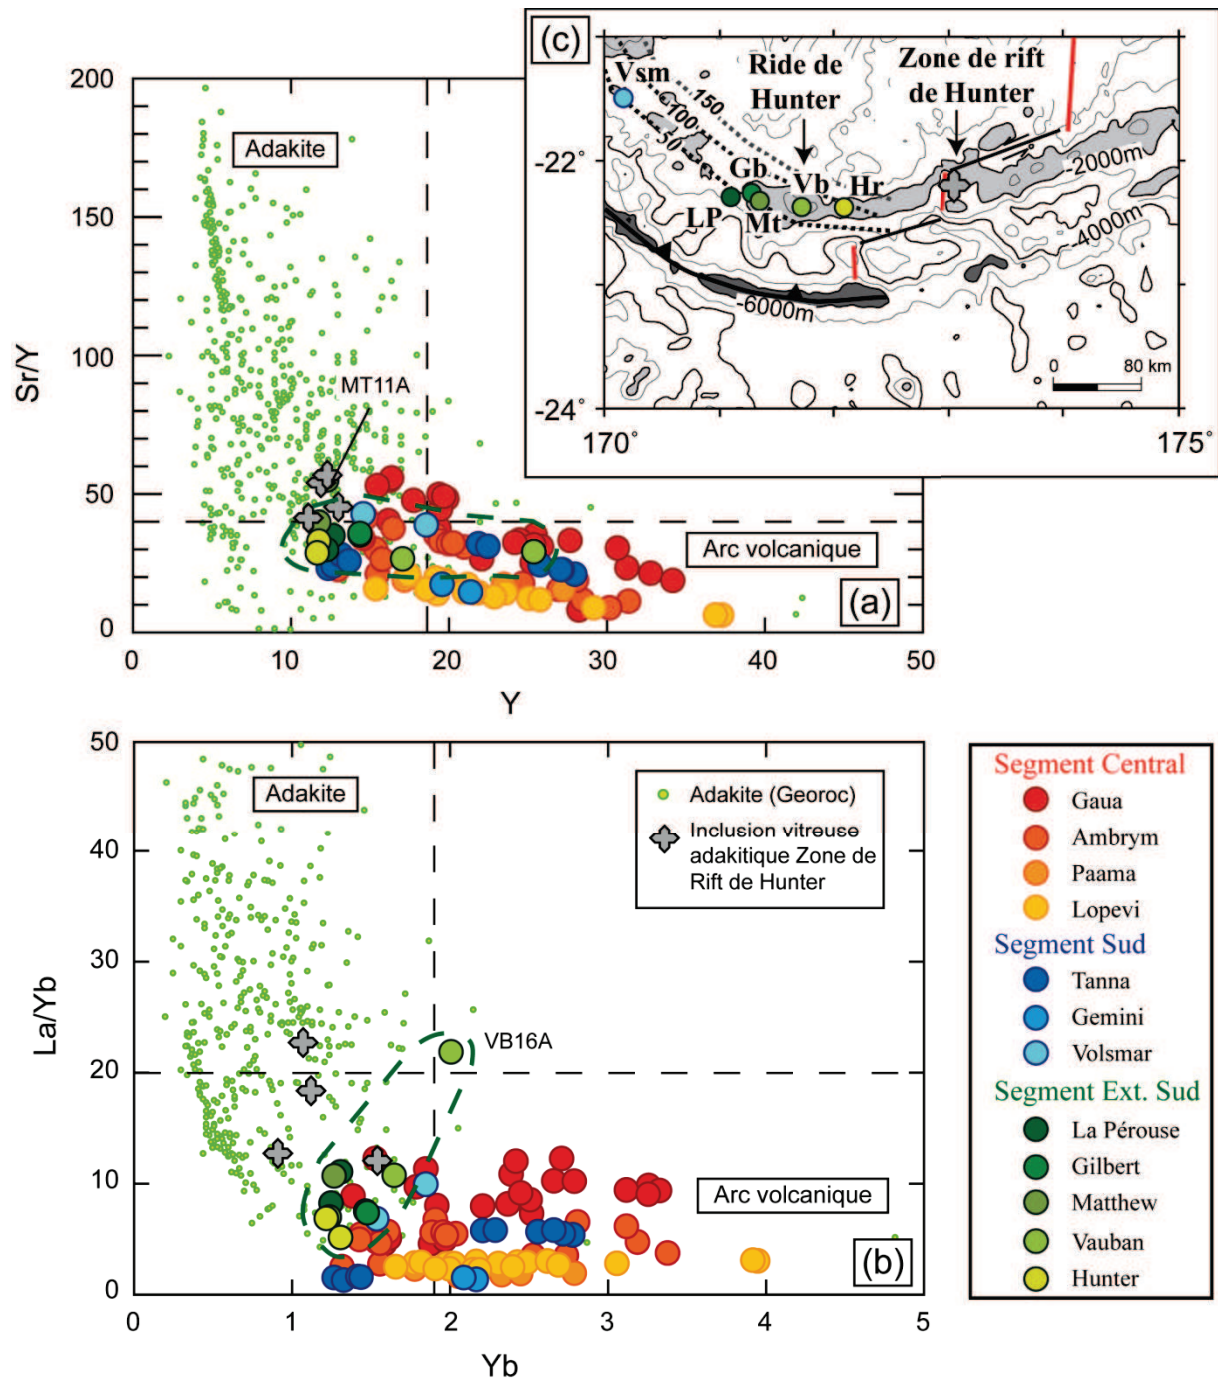 (a)
200
150
100
50
0
Sr/Y
Adakite
MT11A
Arc volcanique
(a)
0
10
20
30
40
50
Y
(c)
Vsm
Ride de
Hunter
Zone de rift
de Hunter
150
100
50
Gb
Vb
Hr
LP
Mt
-2000m
-4000m
-6000m
0
80 km
-22
-24
170°
175°
50
40
30
20
10
0
La/Yb
Adakite
Adakite (Georoc)
Inclusion vitreuse
adakitique Zone de
Rift de Hunter
VB16A
Arc volcanique
(b)
0
1
2
3
4
5
Yb
Segment Central
Gaua
Ambrym
Paama
Lopevi
Segment Sud
Tanna
Gemini
Volsmar
Segment Ext. Sud
La Pérouse
Gilbert
Matthew
Vauban
Hunter